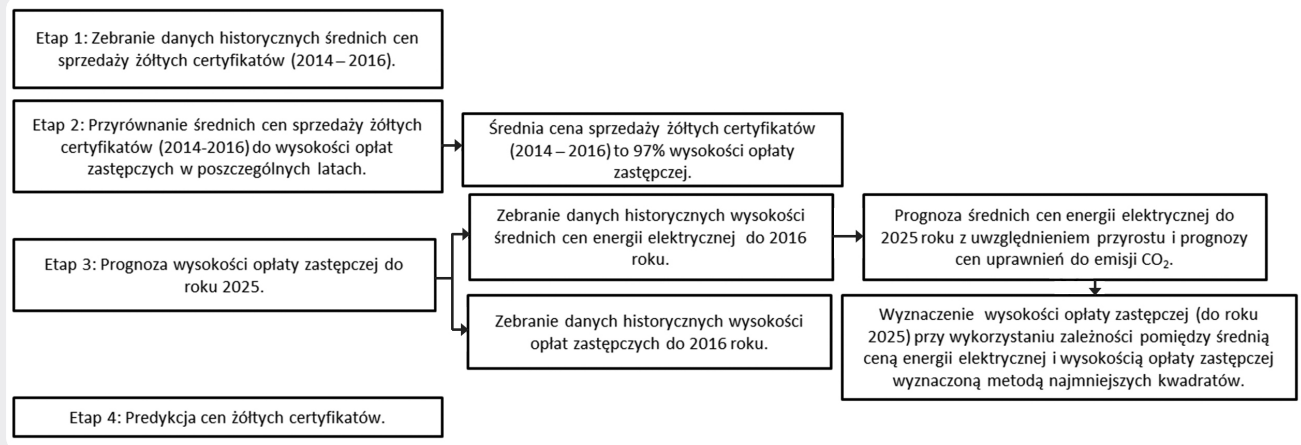 Etap 1: Zebranie danych historycznych średnich cen
sprzedaży żółtych certyfikatów (2014 – 2016).
Etap 2: Przyrównanie średnich cen sprzedaży żółtych
certyfikatów (2014-2016) do wysokości opłat
zastępczych w poszczególnych latach.
Średnia cena sprzedaży żółtych certyfikatów
(2014 – 2016) to 97% wysokości opłaty
zastępczej.
Etap 3: Prognoza wysokości opłaty zastępczej do
roku 2025.
Zebranie danych historycznych wysokości
średnich cen energii elektrycznej do 2016
roku.
Prognoza średnich cen energii elektrycznej do
2025 roku z uwzględnieniem przyrostu i prognozy
cen uprawnień do emisji CO₂.
Zebranie danych historycznych wysokości
opłat zastępczych do 2016 roku.
Wyznaczenie wysokości opłaty zastępczej (do roku
2025) przy wykorzystaniu zależności pomiędzy średnią
ceną energii elektrycznej i wysokością opłaty zastępczej
wyznaczoną metodą najmniejszych kwadratów.
Etap 4: Predykcja cen żółtych certyfikatów.